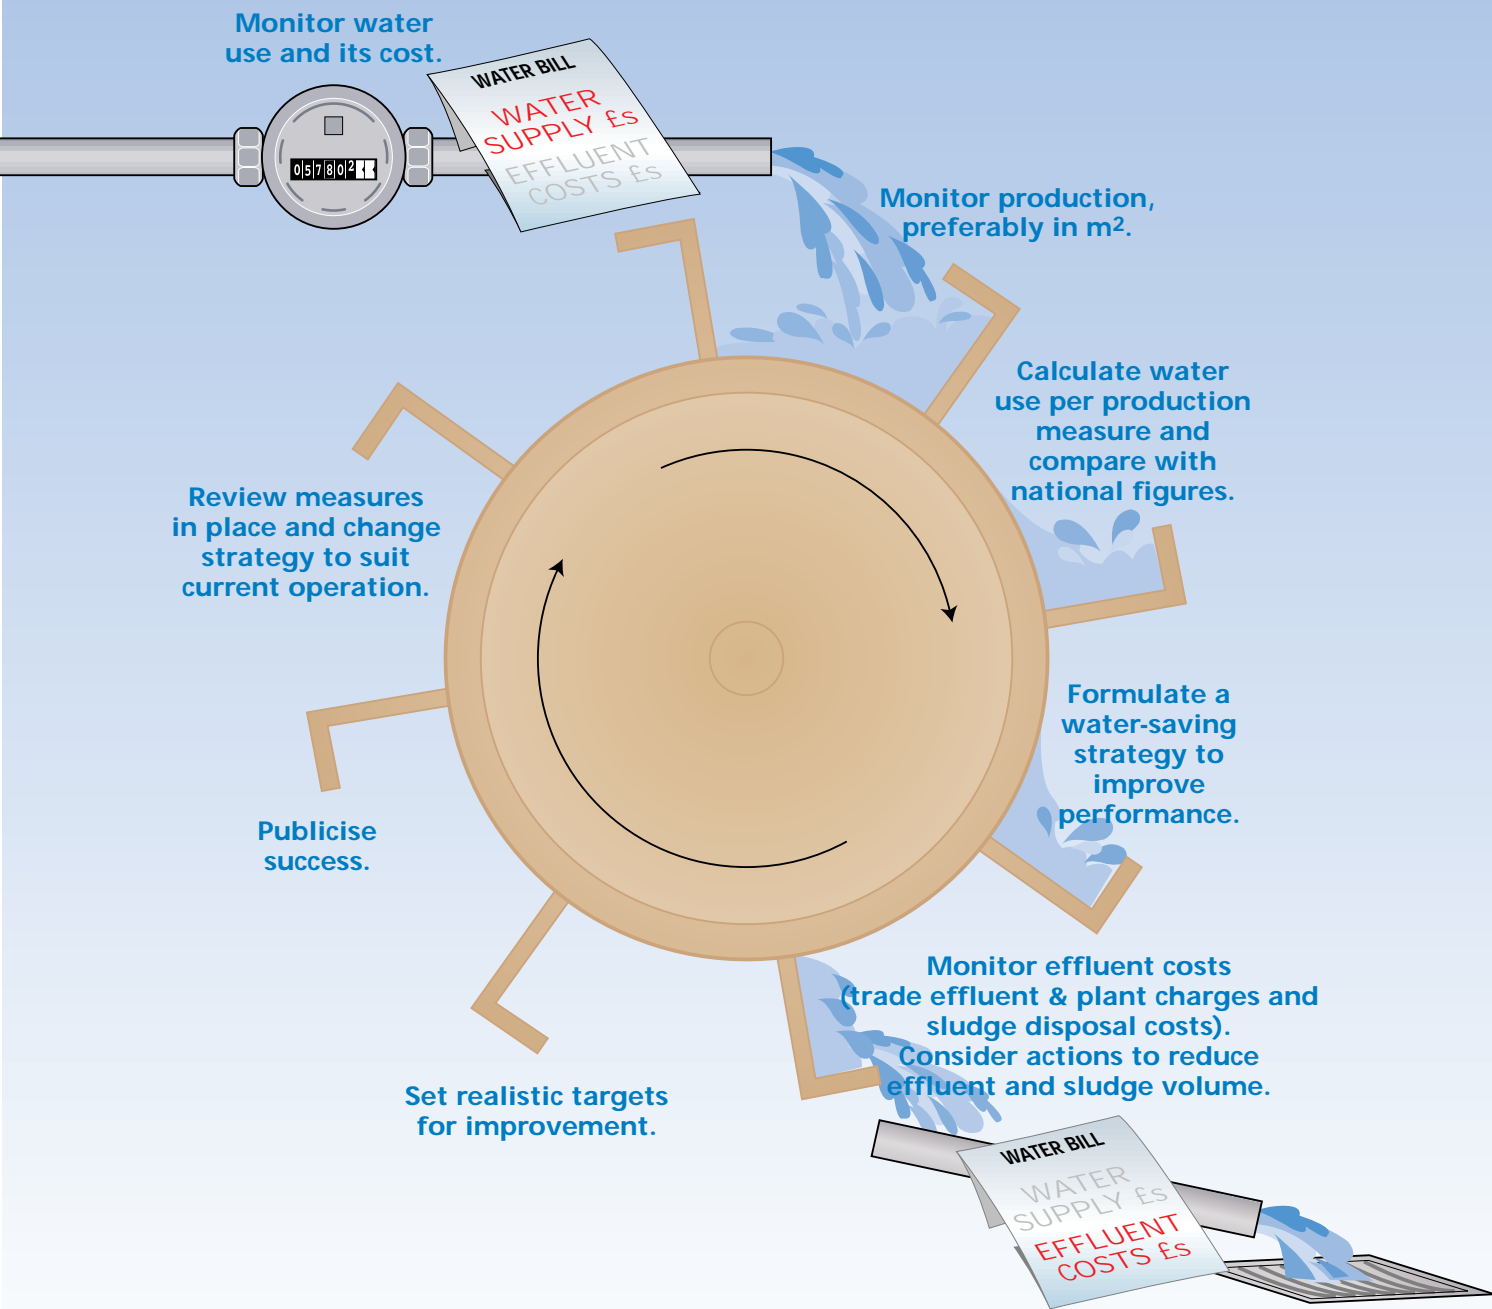 Monitor water
use and its cost.
WATER BILL
WATER
SUPPLY £s
EFFLUENT
COSTS £s
057802
Monitor production,
preferably in m².
Calculate water
use per production
measure and
compare with
national figures.
Formulate a
water-saving
strategy to
improve
performance.
Monitor effluent costs
(trade effluent & plant charges and
sludge disposal costs).
Consider actions to reduce
effluent and sludge volume.
WATER BILL
WATER
SUPPLY £s
EFFLUENT
COSTS £s
Set realistic targets
for improvement.
Publicise
success.
Review measures
in place and change
strategy to suit
current operation.